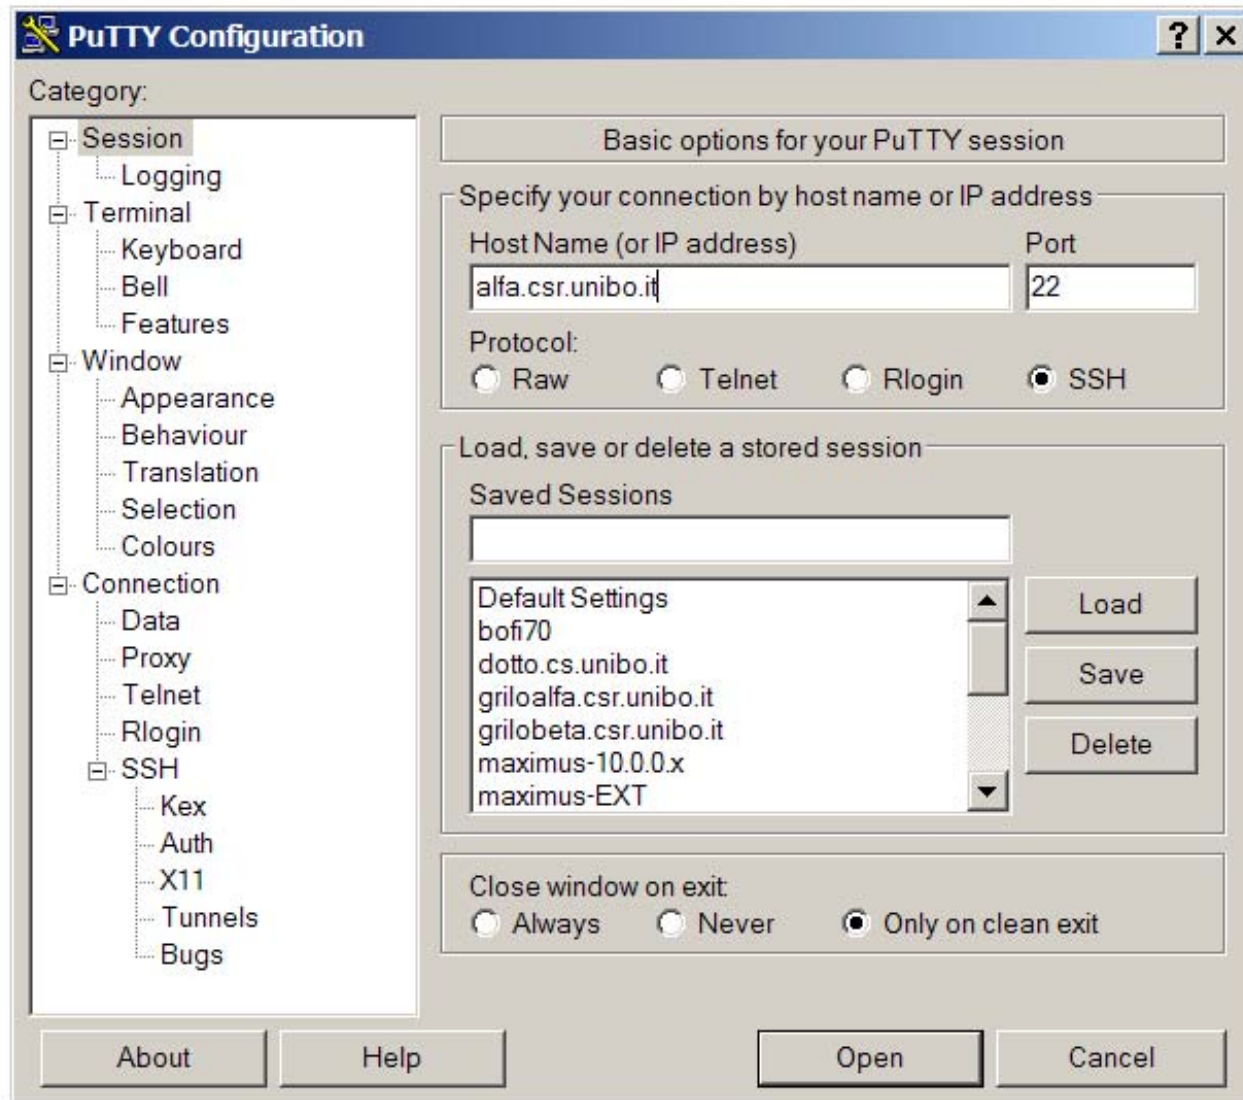 PuTTY Configuration
Category:
Session
Logging
Terminal
Keyboard
Bell
Features
Window
Appearance
Behaviour
Translation
Selection
Colours
Connection
Data
Proxy
Telnet
Rlogin
SSH
Kex
Auth
X11
Tunnels
Bugs
Basic options for your PuTTY session
Specify your connection by host name or IP address
Host Name (or IP address) Port
alfa.csr.unibo.it 22
Protocol:
Raw Telnet Rlogin SSH
Load, save or delete a stored session
Saved Sessions
Default Settings
bofi70
dotto.cs.unibo.it
griloalfa.csr.unibo.it
grilobeta.csr.unibo.it
maximus-10.0.0.x
maximus-EXT
Load
Save
Delete
Close window on exit:
Always Never Only on clean exit
About Help Open Cancel